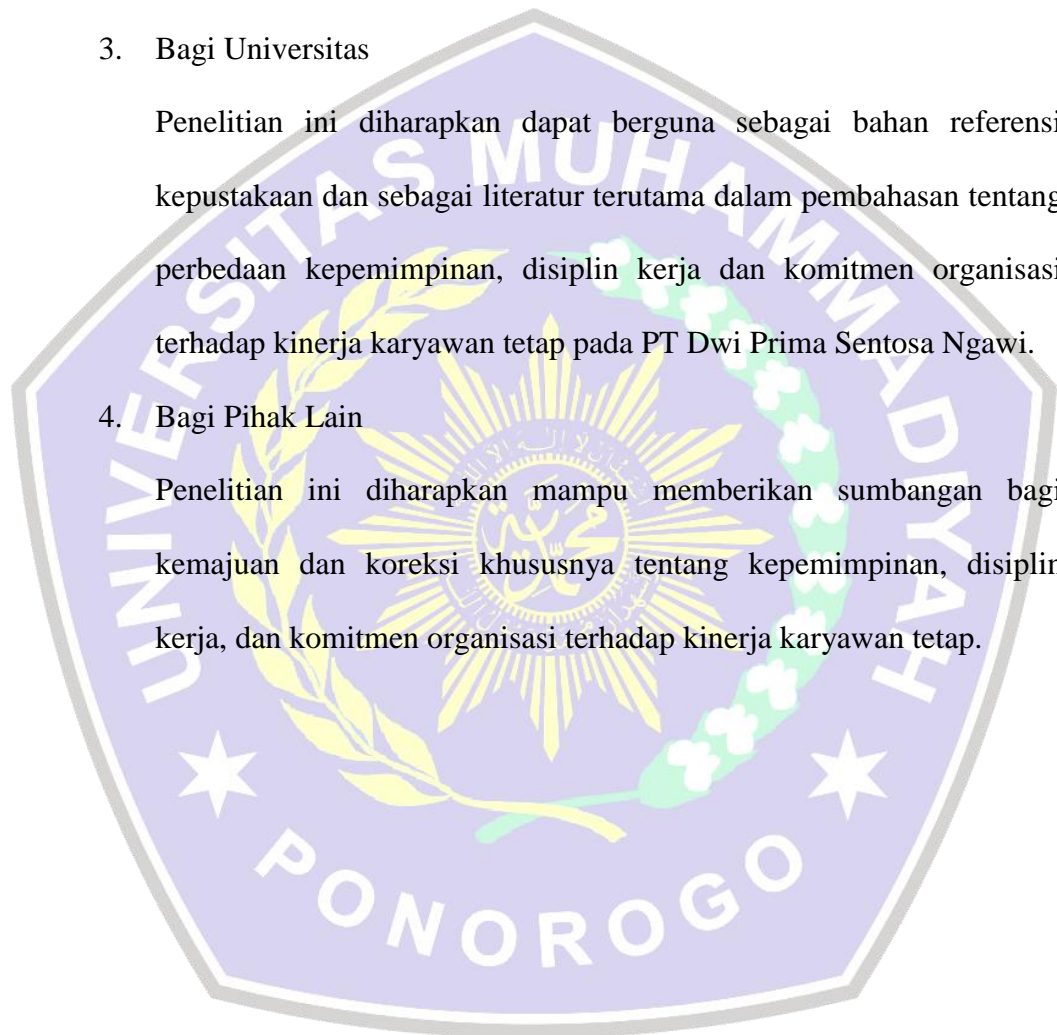 3. Bagi Universitas
Penelitian ini diharapkan dapat berguna sebagai bahan referensi
kepustakaan dan sebagai literatur terutama dalam pembahasan tentang
perbedaan kepemimpinan, disiplin kerja dan komitmen organisasi
terhadap kinerja karyawan tetap pada PT Dwi Prima Sentosa Ngawi.
4. Bagi Pihak Lain
Penelitian ini diharapkan mampu memberikan sumbangan bagi
kemajuan dan koreksi khususnya tentang kepemimpinan, disiplin
kerja, dan komitmen organisasi terhadap kinerja karyawan tetap.
UNIVERSITAS MUHAMMADIYAH
PONOROGO